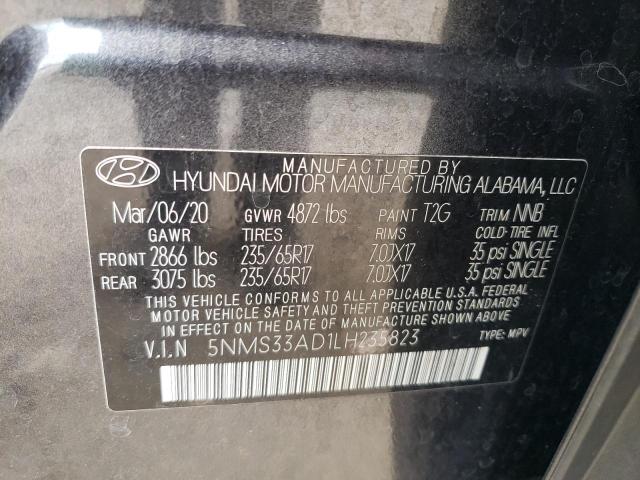 MANUFACTURED BY
HYUNDAI MOTOR MANUFACTURING ALABAMA, LLC
Mar/06/20 GVWR 4872 lbs PAINT T2G TRIM NNB
GAWR TIRES RIMS COLD TIRE INFL
FRONT 2866 lbs 235/65R17 7.0JX17 35 psi SINGLE
REAR 3075 lbs 235/65R17 7.0JX17 35 psi SINGLE
THIS VEHICLE CONFORMS TO ALL APPLICABLE U.S.A. FEDERAL
MOTOR VEHICLE SAFETY AND THEFT PREVENTION STANDARDS
IN EFFECT ON THE DATE OF MANUFACTURE SHOWN ABOVE.
V.I.N 5NMS33AD1LH235823 TYPE: MPV